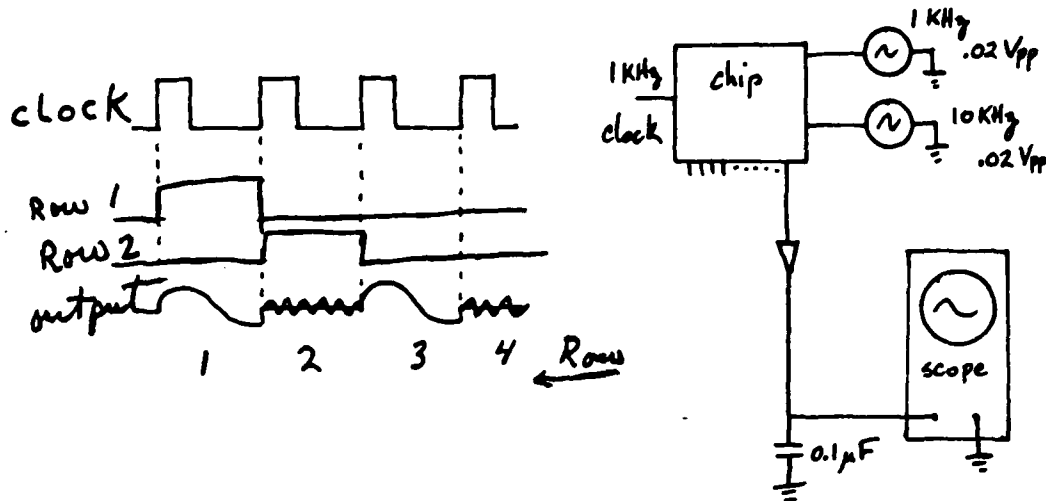 clock
Row 1
Row 2
output
1 2 3 4 Row
1 KHz
clock
chip
1 KHz
.02 Vpp
10 KHz
.02 Vpp
scope
0.1µF